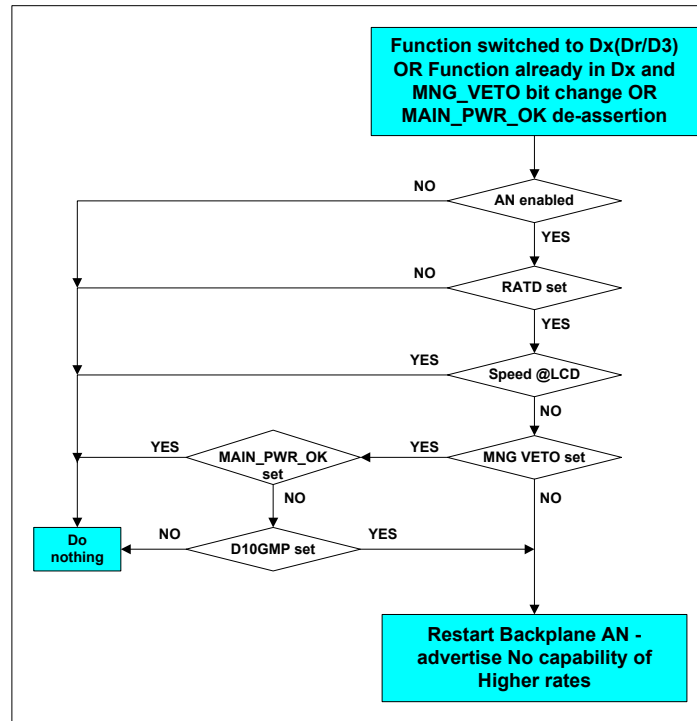 Function switched to Dx(Dr/D3)
OR Function already in Dx and
MNG_VETO bit change OR
MAIN_PWR_OK de-assertion
NO
AN enabled
YES
NO
RATD set
YES
YES
Speed @LCD
NO
YES
MAIN_PWR_OK
set
YES
MNG VETO set
NO
NO
Do
nothing
NO
D10GMP set
YES
Restart Backplane AN -
advertise No capability of
Higher rates